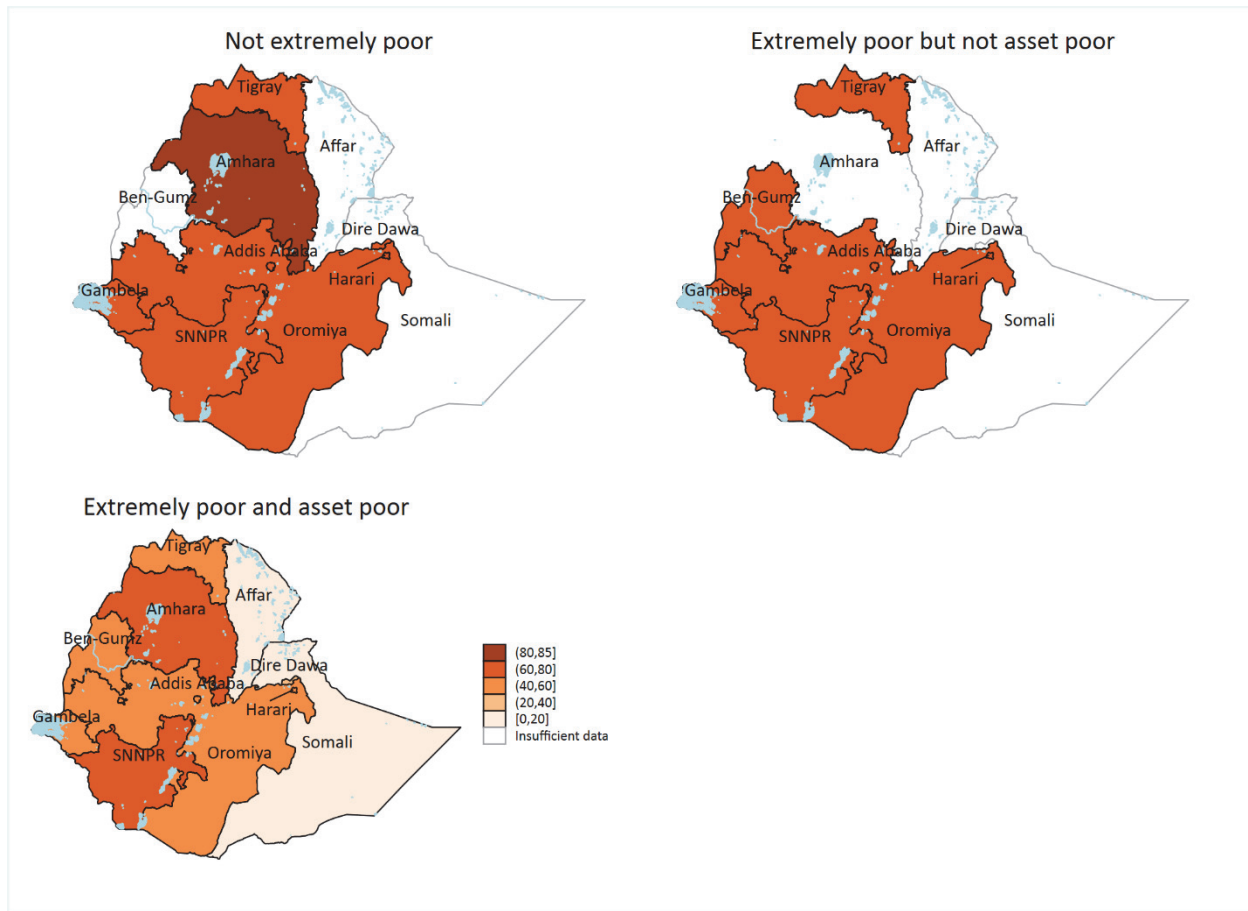 Not extremely poor
Tigray
Affar
Amhara
Ben-Gumz
Dire Dawa
Addis Ababa
Harari
Gambela
Somali
Oromiya
SNNPR
Extremely poor but not asset poor
Tigray
Affar
Amhara
Ben-Gumz
Dire Dawa
Addis Ababa
Harari
Gambela
Somali
Oromiya
SNNPR
Extremely poor and asset poor
Tigray
Affar
Amhara
Ben-Gumz
Dire Dawa
Addis Ababa
Harari
Gambela
Somali
Oromiya
SNNPR
(80,85]
(60,80]
(40,60]
(20,40]
[0,20]
Insufficient data